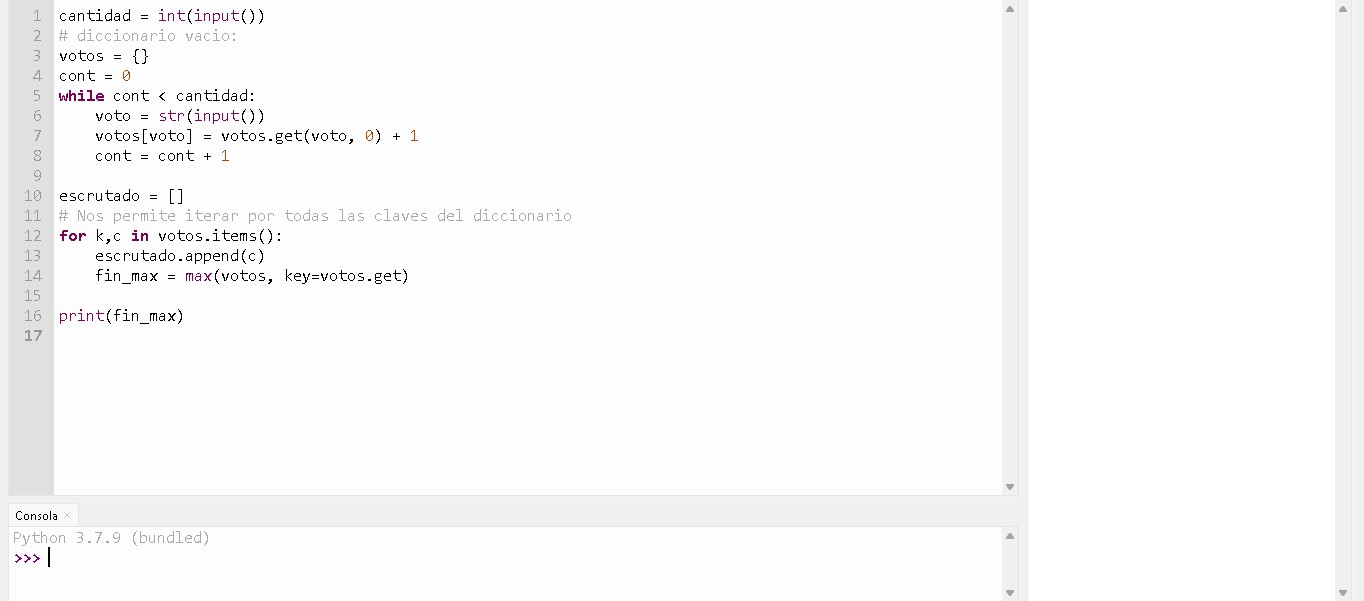 1 cantidad = int(input())
2 # diccionario vacio:
3 votos = {}
4 cont = 0
5 while cont < cantidad:
6     voto = str(input())
7     votos[voto] = votos.get(voto, 0) + 1
8     cont = cont + 1
9
10 escrutado = []
11 # Nos permite iterar por todas las claves del diccionario
12 for k,c in votos.items():
13     escrutado.append(c)
14     fin_max = max(votos, key=votos.get)
15
16 print(fin_max)
17
Consola ×
Python 3.7.9 (bundled)
>>>